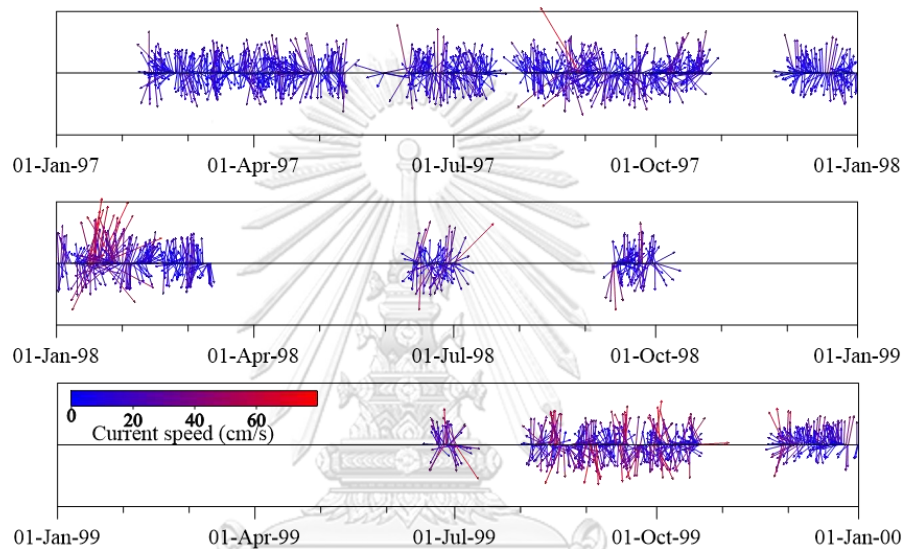 01-Jan-97 01-Apr-97 01-Jul-97 01-Oct-97 01-Jan-98
01-Jan-98 01-Apr-98 01-Jul-98 01-Oct-98 01-Jan-99
0 20 40 60
Current speed (cm/s)
01-Jan-99 01-Apr-99 01-Jul-99 01-Oct-99 01-Jan-00